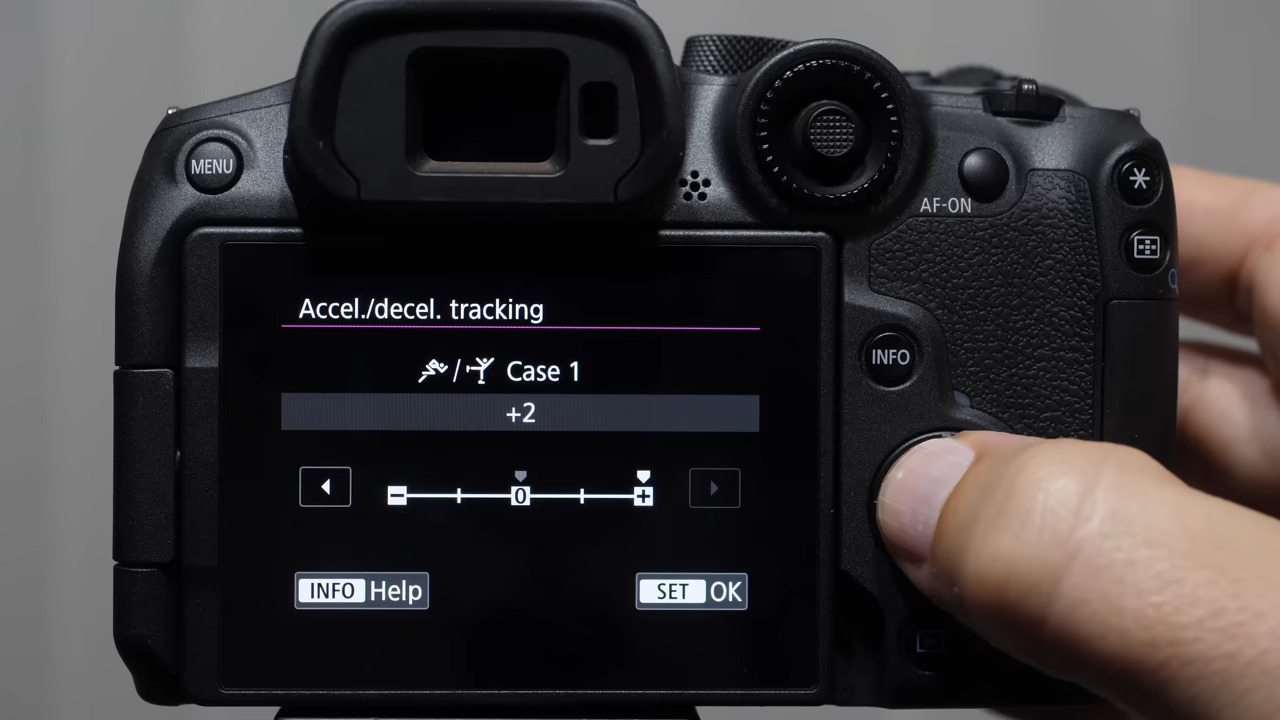 MENU
AF-ON
INFO
Accel./decel. tracking
/ Case 1
+2
− 0 +
INFO Help
SET OK